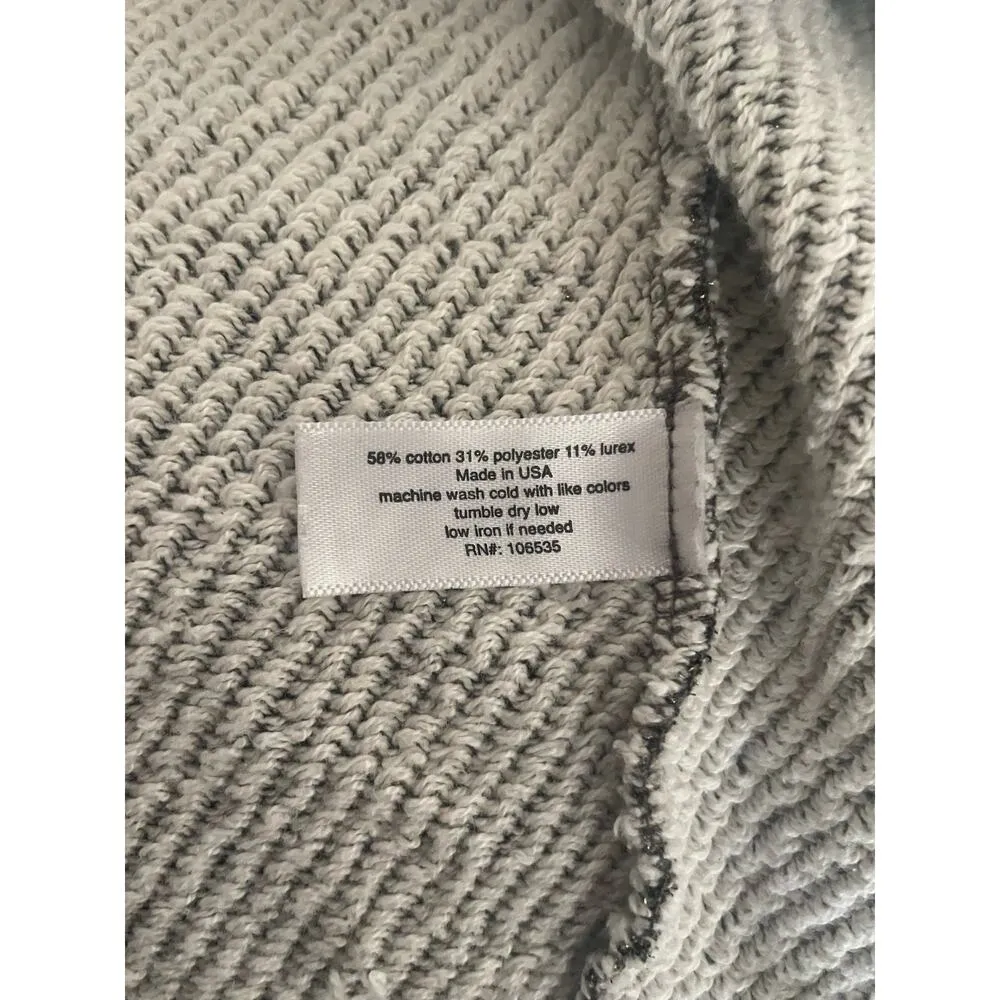 58% cotton 31% polyester 11% lurex
Made in USA
machine wash cold with like colors
tumble dry low
low iron if needed
RN#: 106535